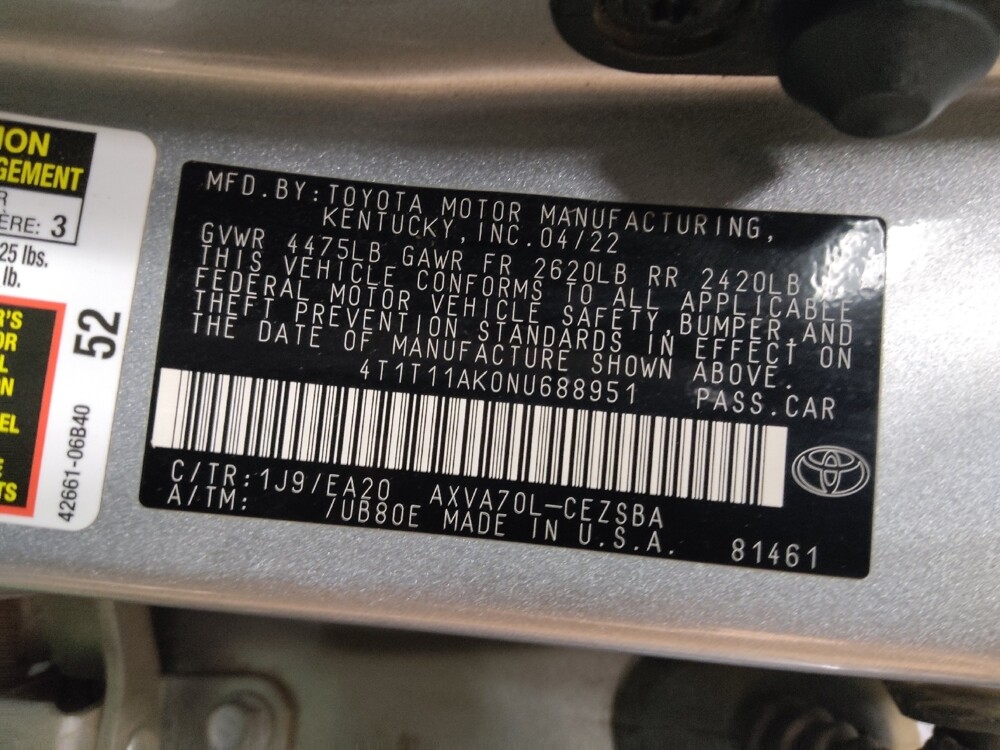 MFD.BY:TOYOTA MOTOR MANUFACTURING,
KENTUCKY,INC.04/22
GVWR 4475LB GAWR FR 2620LB RR 2420LB
THIS VEHICLE CONFORMS TO ALL APPLICABLE
FEDERAL MOTOR VEHICLE SAFETY,BUMPER,AND
THEFT PREVENTION STANDARDS IN EFFECT ON
THE DATE OF MANUFACTURE SHOWN ABOVE.
4T1T11AK0NU688951 PASS.CAR
C/TR:1J9/EA20 AXVA70L-CEZSBA
A/TM: /UB80E MADE IN U.S.A. 81461
ION
GEMENT
R
ÈRE: 3
25 lbs.
lb.
R'S
OR
L
N
EL
E
TS
52
42661-06B40